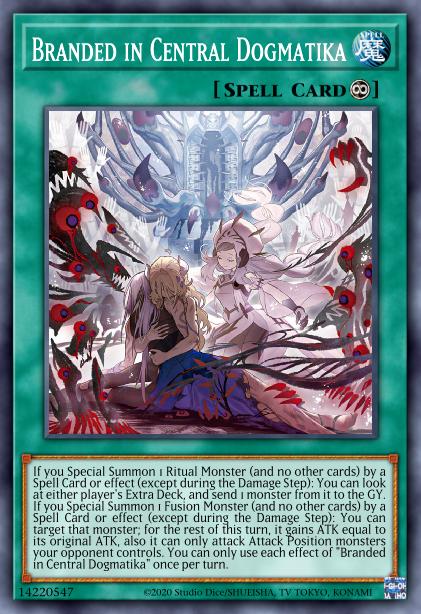 BRANDED IN CENTRAL DOGMATIKA
SPELL
魔
[SPELL CARD]
If you Special Summon 1 Ritual Monster (and no other cards) by a
Spell Card or effect (except during the Damage Step): You can look
at either player's Extra Deck, and send 1 monster from it to the GY.
If you Special Summon 1 Fusion Monster (and no other cards) by a
Spell Card or effect (except during the Damage Step): You can
target that monster; for the rest of this turn, it gains ATK equal to
its original ATK, also it can only attack Attack Position monsters
your opponent controls. You can only use each effect of "Branded
in Central Dogmatika" once per turn.
14220547
©2020 Studio Dice/SHUEISHA, TV TOKYO, KONAMI